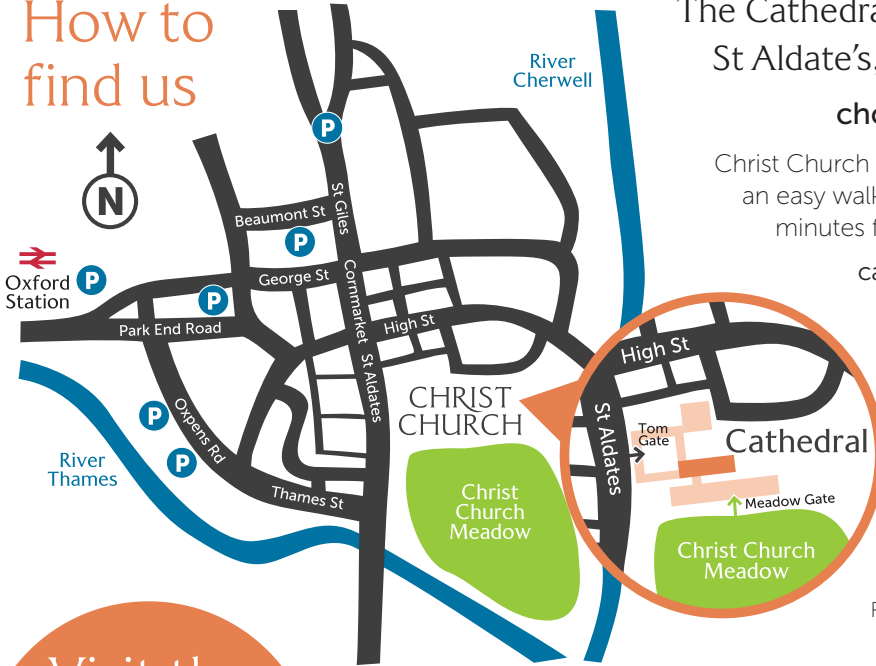 How to
find us
The Cathedra
St Aldate's,
cho
Christ Church
an easy walk
minutes f
ca
River
Cherwell
N
P
St Giles
Beaumont St
P
George St
Oxford
Station
P
P
Park End Road
Cornmarket
High St
St Aldates
CHRIST
CHURCH
P
Oxpens Rd
P
River
Thames
Thames St
Christ
Church
Meadow
High St
St Aldates
Tom
Gate
Cathedral
Meadow Gate
Christ Church
Meadow